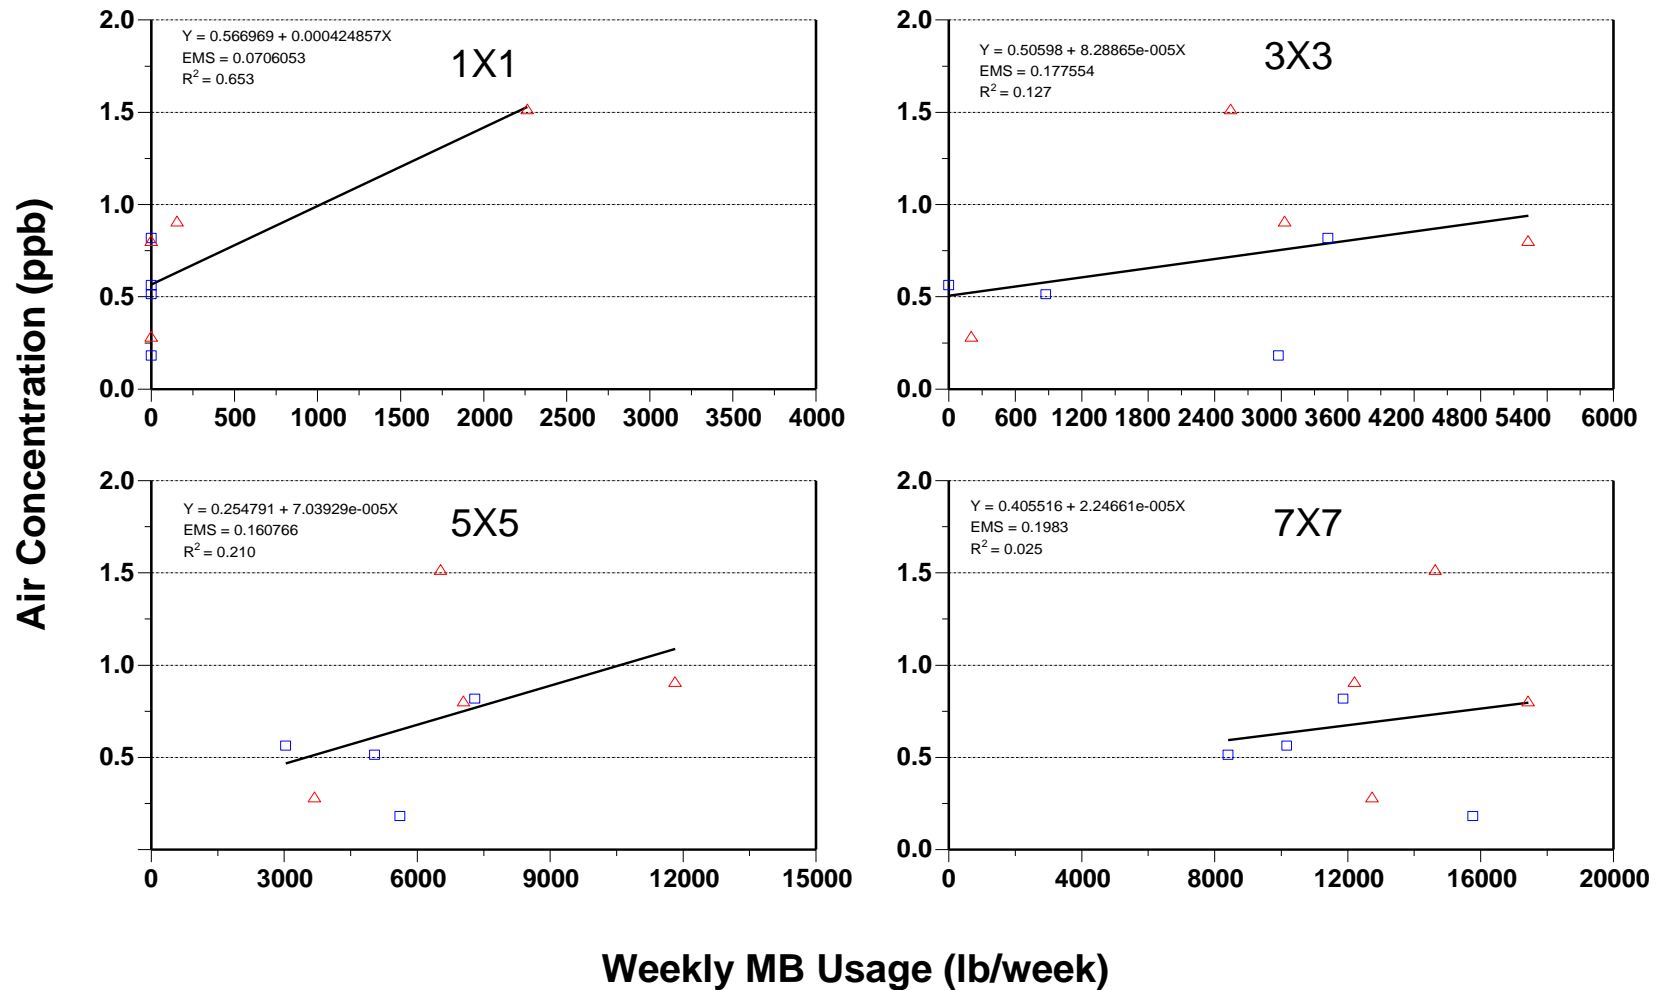 Air Concentration (ppb)
Y = 0.566969 + 0.000424857X
EMS = 0.0706053
R² = 0.653
1X1
2.0
1.5
1.0
0.5
0.0
0 500 1000 1500 2000 2500 3000 3500 4000
Y = 0.50598 + 8.28865e-005X
EMS = 0.177554
R² = 0.127
3X3
2.0
1.5
1.0
0.5
0.0
0 600 1200 1800 2400 3000 3600 4200 4800 5400 6000
Y = 0.254791 + 7.03929e-005X
EMS = 0.160766
R² = 0.210
5X5
2.0
1.5
1.0
0.5
0 3000 6000 9000 12000 15000
Y = 0.405516 + 2.24661e-005X
EMS = 0.1983
R² = 0.025
7X7
2.0
1.5
1.0
0.5
0.0
0 4000 8000 12000 16000 20000
Weekly MB Usage (lb/week)